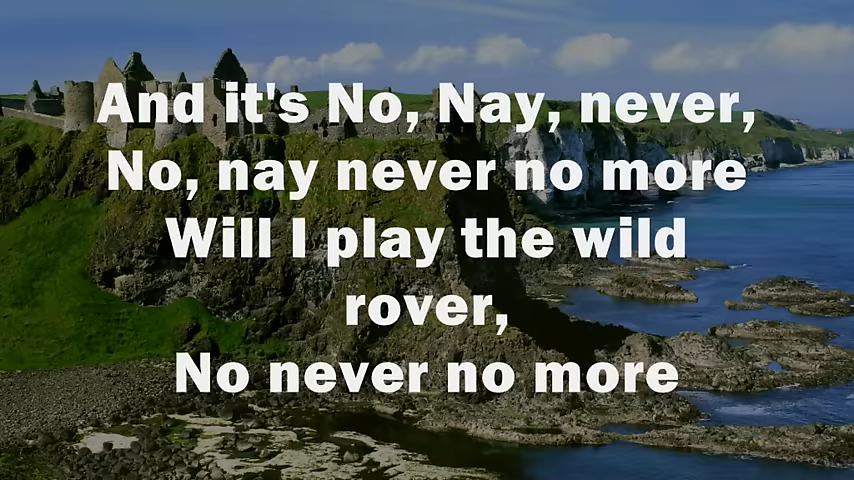 And it's No, Nay, never,
No, nay never no more
Will I play the wild
rover,
No never no more